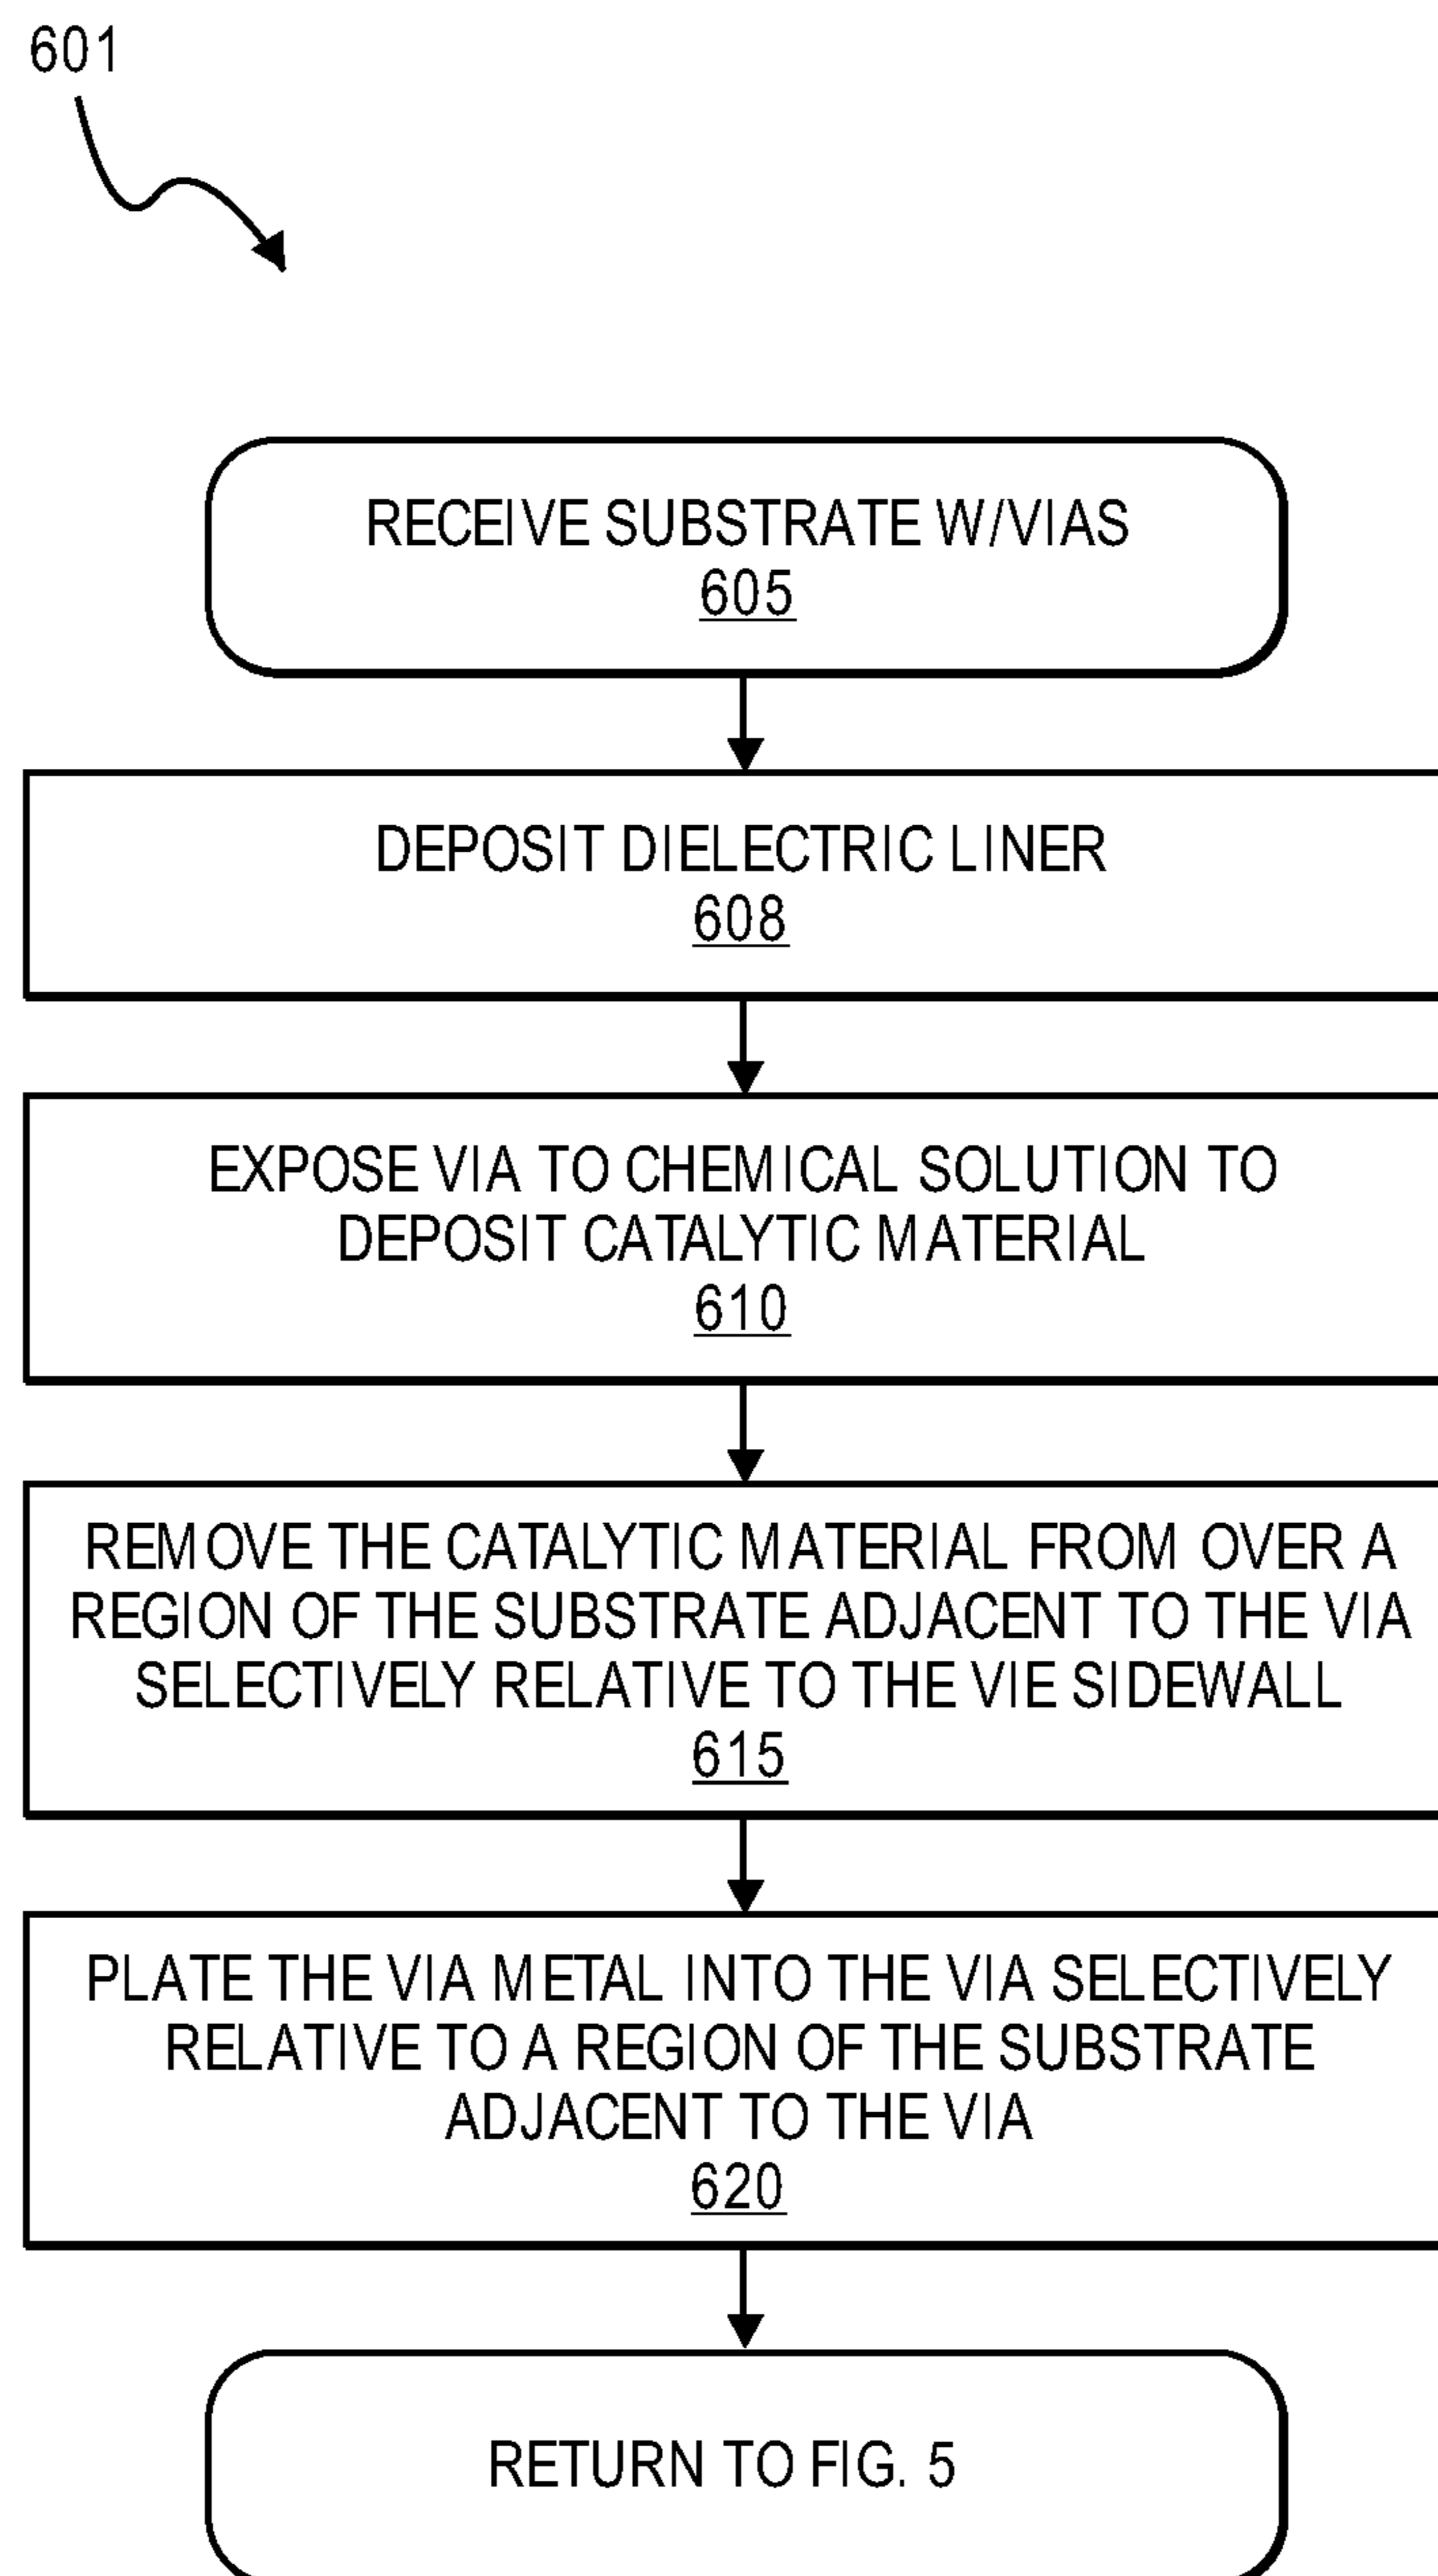 601
RECEIVE SUBSTRATE W/VIAS
605
DEPOSIT DIELECTRIC LINER
608
EXPOSE VIA TO CHEMICAL SOLUTION TO
DEPOSIT CATALYTIC MATERIAL
610
REMOVE THE CATALYTIC MATERIAL FROM OVER A
REGION OF THE SUBSTRATE ADJACENT TO THE VIA
SELECTIVELY RELATIVE TO THE VIE SIDEWALL
615
PLATE THE VIA METAL INTO THE VIA SELECTIVELY
RELATIVE TO A REGION OF THE SUBSTRATE
ADJACENT TO THE VIA
620
RETURN TO FIG. 5